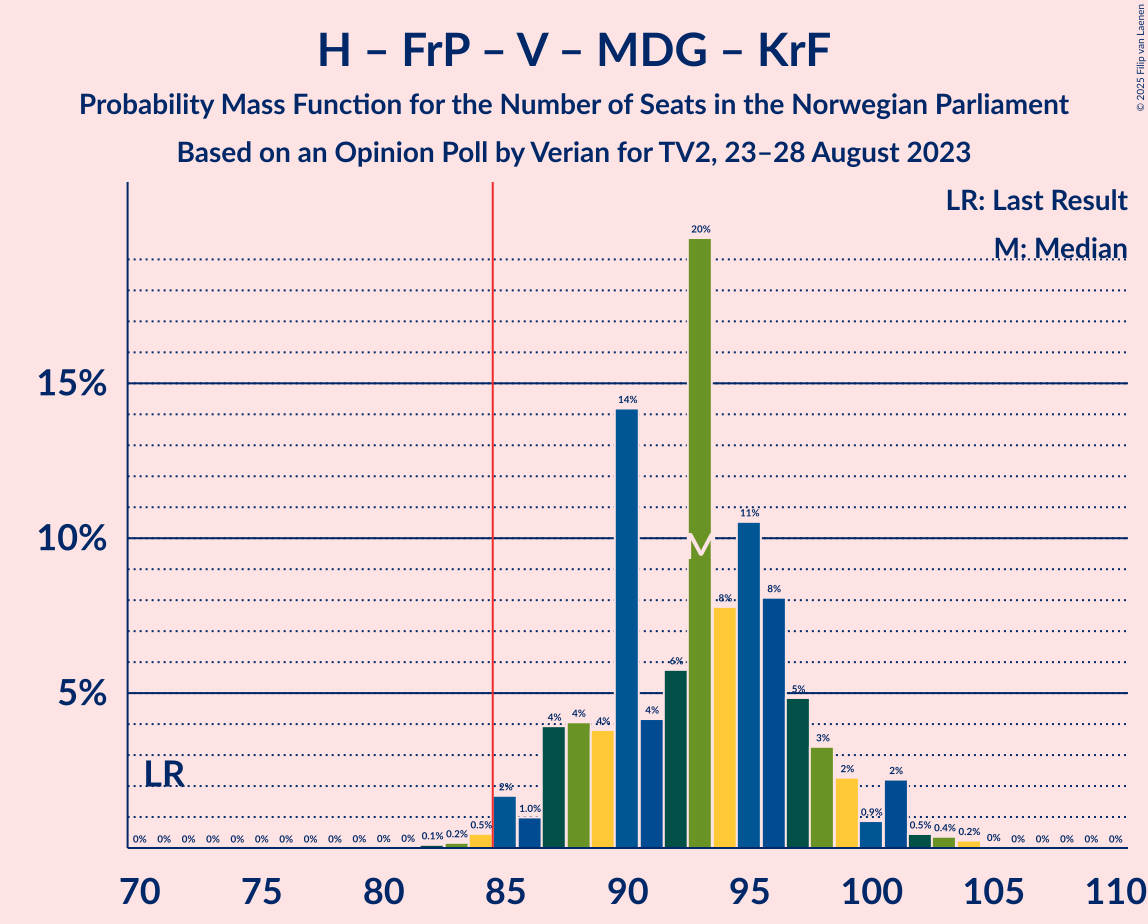 H – FrP – V – MDG – KrF
Probability Mass Function for the Number of Seats in the Norwegian Parliament
Based on an Opinion Poll by Verian for TV2, 23–28 August 2023
© 2025 Filip van Laenen
LR: Last Result
M: Median
15%
10%
5%
LR
M
0% 0% 0% 0% 0% 0% 0% 0% 0% 0% 0% 0% 0.1% 0.2% 0.5% 2% 1.0% 4% 4% 4% 14% 4% 6% 20% 8% 11% 8% 5% 3% 2% 0.9% 2% 0.5% 0.4% 0.2% 0% 0% 0% 0% 0% 0%
70 75 80 85 90 95 100 105 110